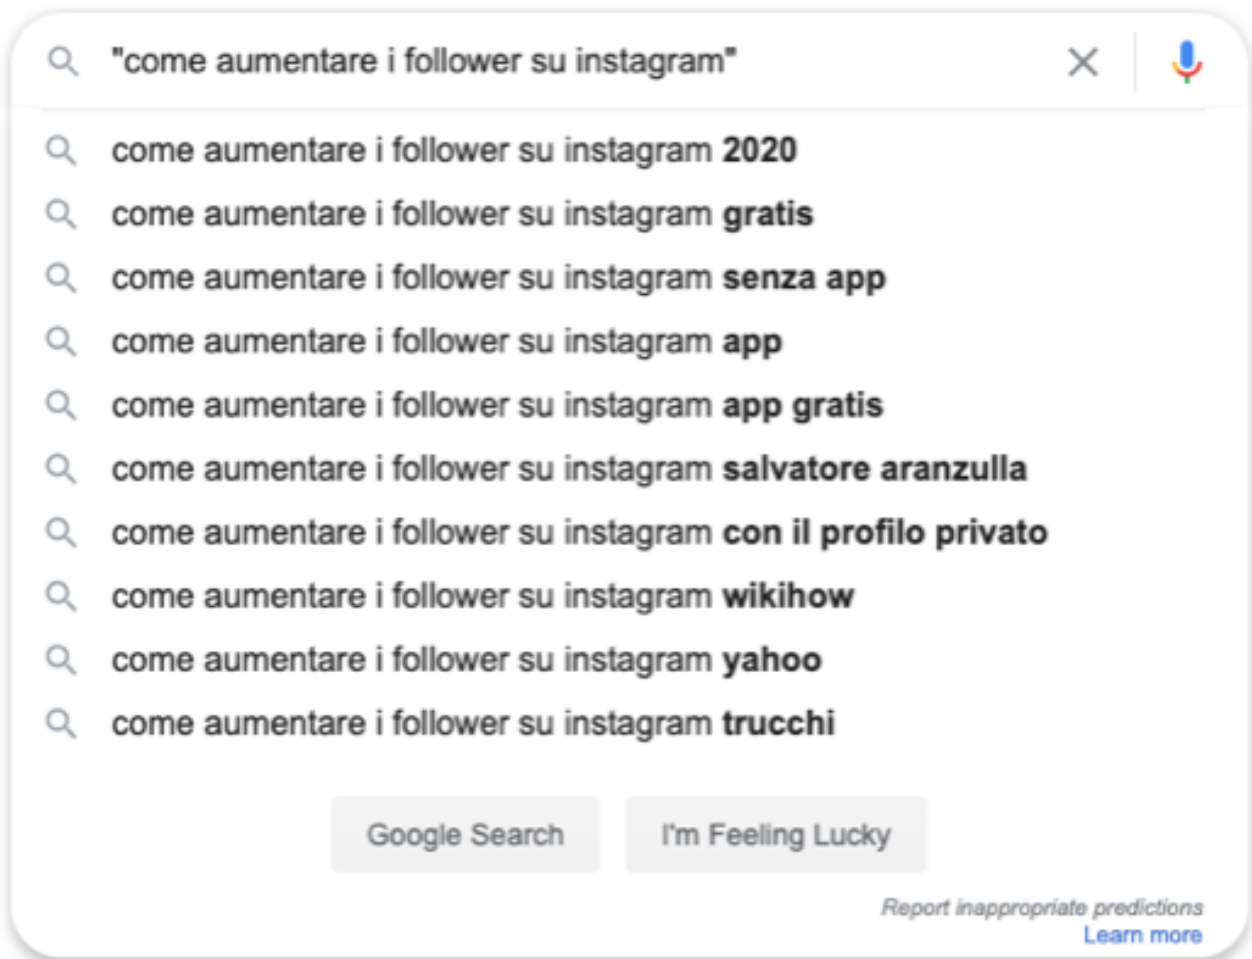 "come aumentare i follower su instagram"
come aumentare i follower su instagram 2020
come aumentare i follower su instagram gratis
come aumentare i follower su instagram senza app
come aumentare i follower su instagram app
come aumentare i follower su instagram app gratis
come aumentare i follower su instagram salvatore aranzulla
come aumentare i follower su instagram con il profilo privato
come aumentare i follower su instagram wikihow
come aumentare i follower su instagram yahoo
come aumentare i follower su instagram trucchi
Google Search I'm Feeling Lucky
Report inappropriate predictions
Learn more